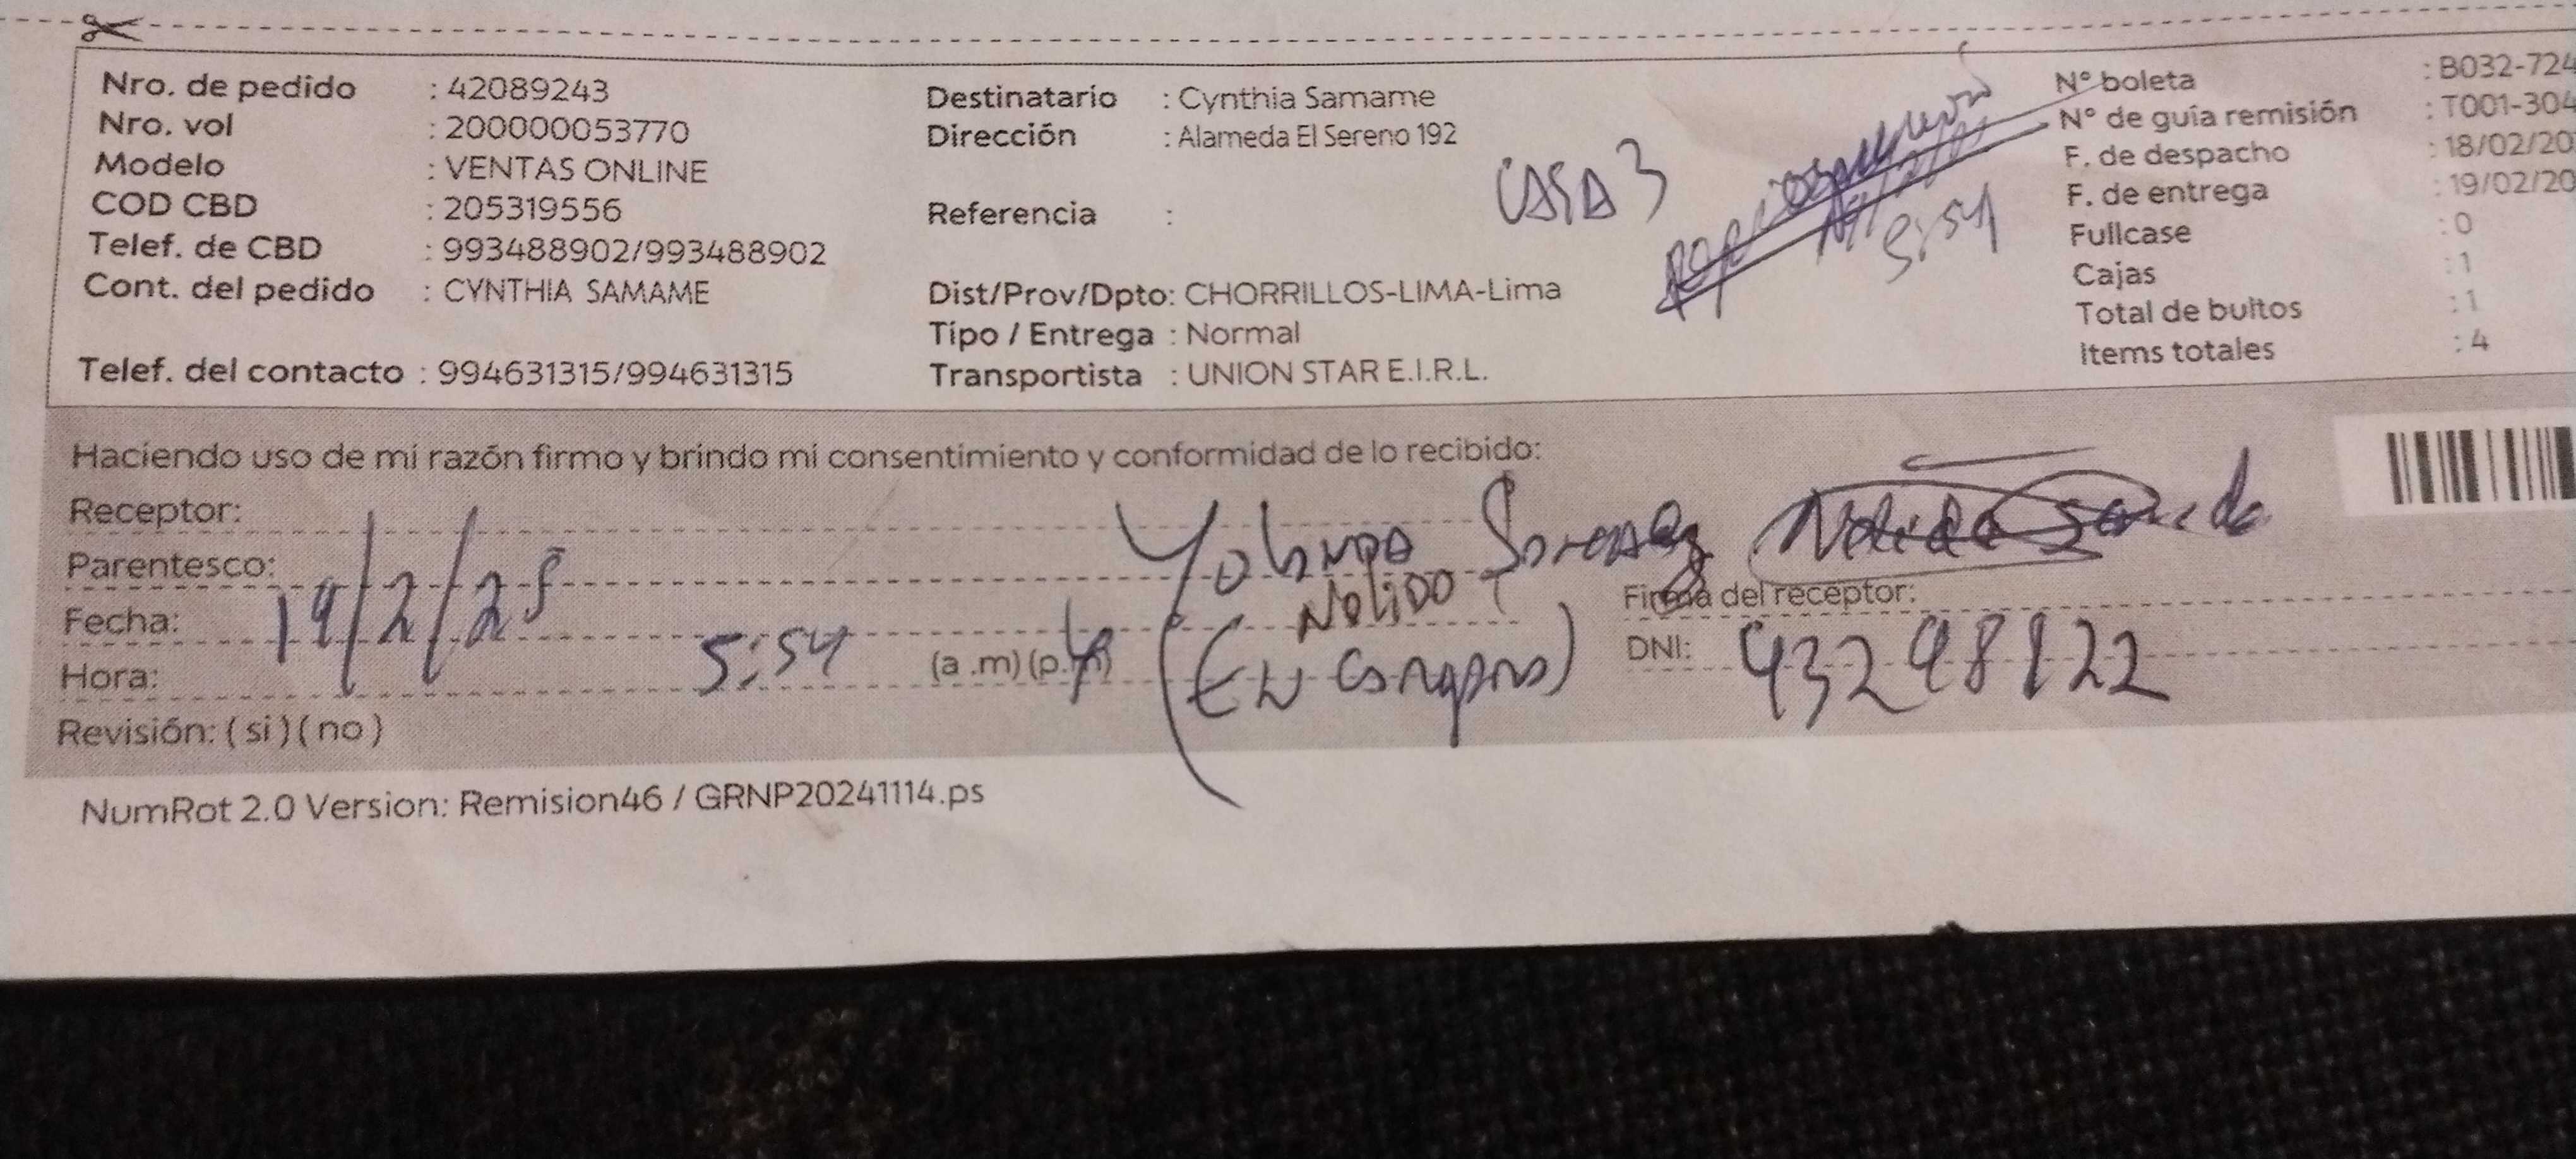 Nro. de pedido : 42089243
Nro. vol : 200000053770
Modelo : VENTAS ONLINE
COD CBD : 205319556
Telef. de CBD : 993488902/993488902
Cont. del pedido : CYNTHIA SAMAME
Telef. del contacto : 994631315/994631315
Destinatario : Cynthia Samame
Dirección : Alameda El Sereno 192
CASA 3
Referencia :
Dist/Prov/Dpto: CHORRILLOS-LIMA-Lima
Tipo / Entrega : Normal
Transportista : UNION STAR E.I.R.L.
5:54
N° boleta : B032-724
N° de guía remisión : T001-304
F. de despacho : 18/02/20
F. de entrega : 19/02/20
Fullcase : 0
Cajas : 1
Total de bultos : 1
Items totales : 4
Haciendo uso de mi razón firmo y brindo mi consentimiento y conformidad de lo recibido:
Receptor:
Parentesco:
Fecha: 19/2/25
Hora: 5:54 (a .m) (p.m)
Revisión: ( si ) ( no )
Firma del receptor:
DNI: 43298122
NumRot 2.0 Version: Remision46 / GRNP20241114.ps